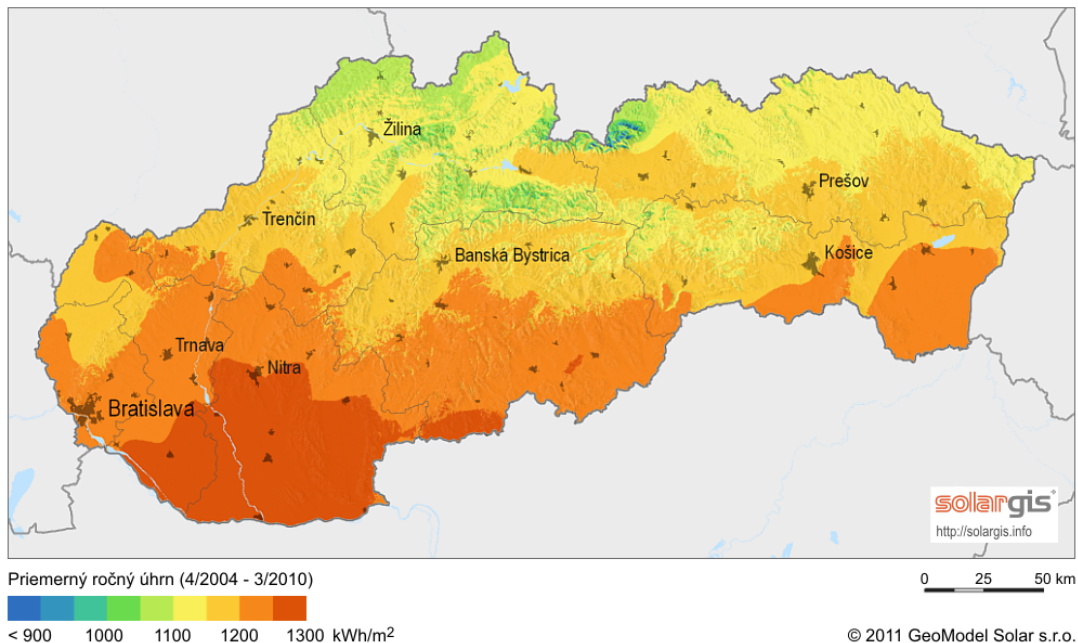 Žilina
Prešov
Trenčín
Banská Bystrica
Košice
Trnava
Nitra
Bratislava
solargis
http://solargis.info
Priemerný ročný úhrn (4/2004 - 3/2010)
0 25 50 km
< 900 1000 1100 1200 1300 kWh/m2
© 2011 GeoModel Solar s.r.o.